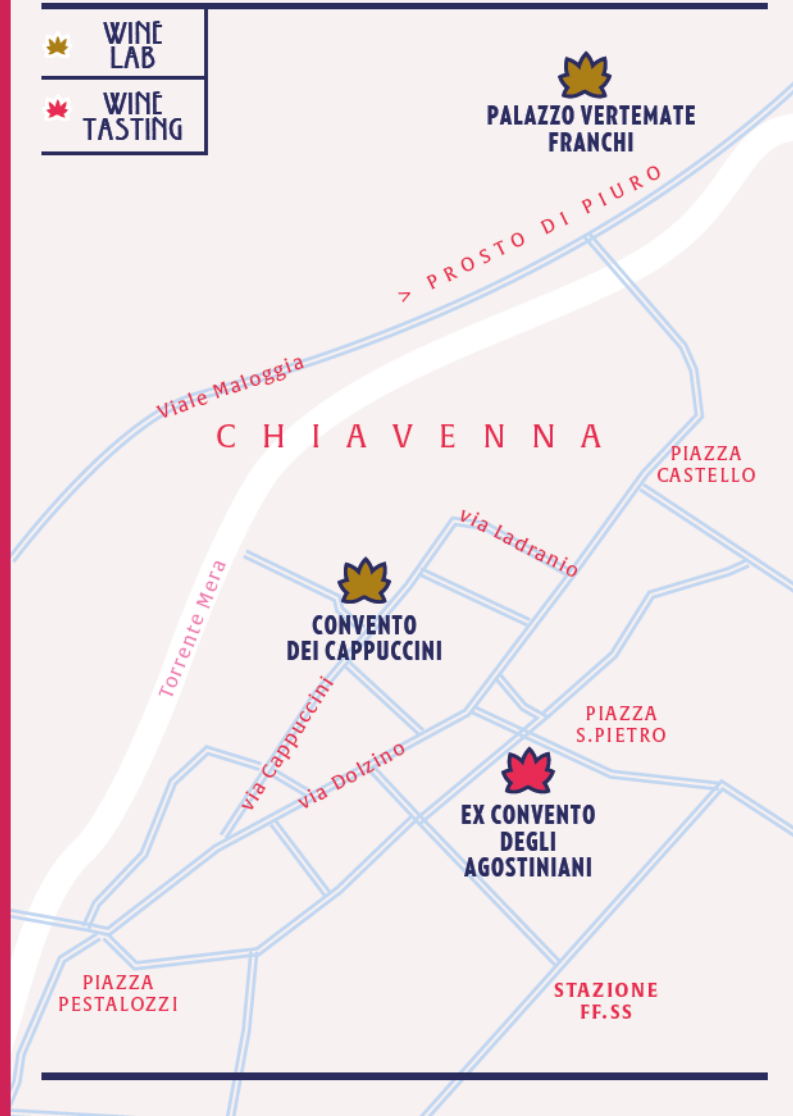 WINE
LAB
WINE
TASTING
PALAZZO VERTEMATE
FRANCHI
> PROSTO DI PIURO
Viale Maloggia
CHIAVENNA
PIAZZA
CASTELLO
via Ladranio
Torrente Mera
CONVENTO
DEI CAPPUCCINI
via Cappuccini
via Dolzino
PIAZZA
S.PIETRO
EX CONVENTO
DEGLI
AGOSTINIANI
PIAZZA
PESTALOZZI
STAZIONE
FF.SS